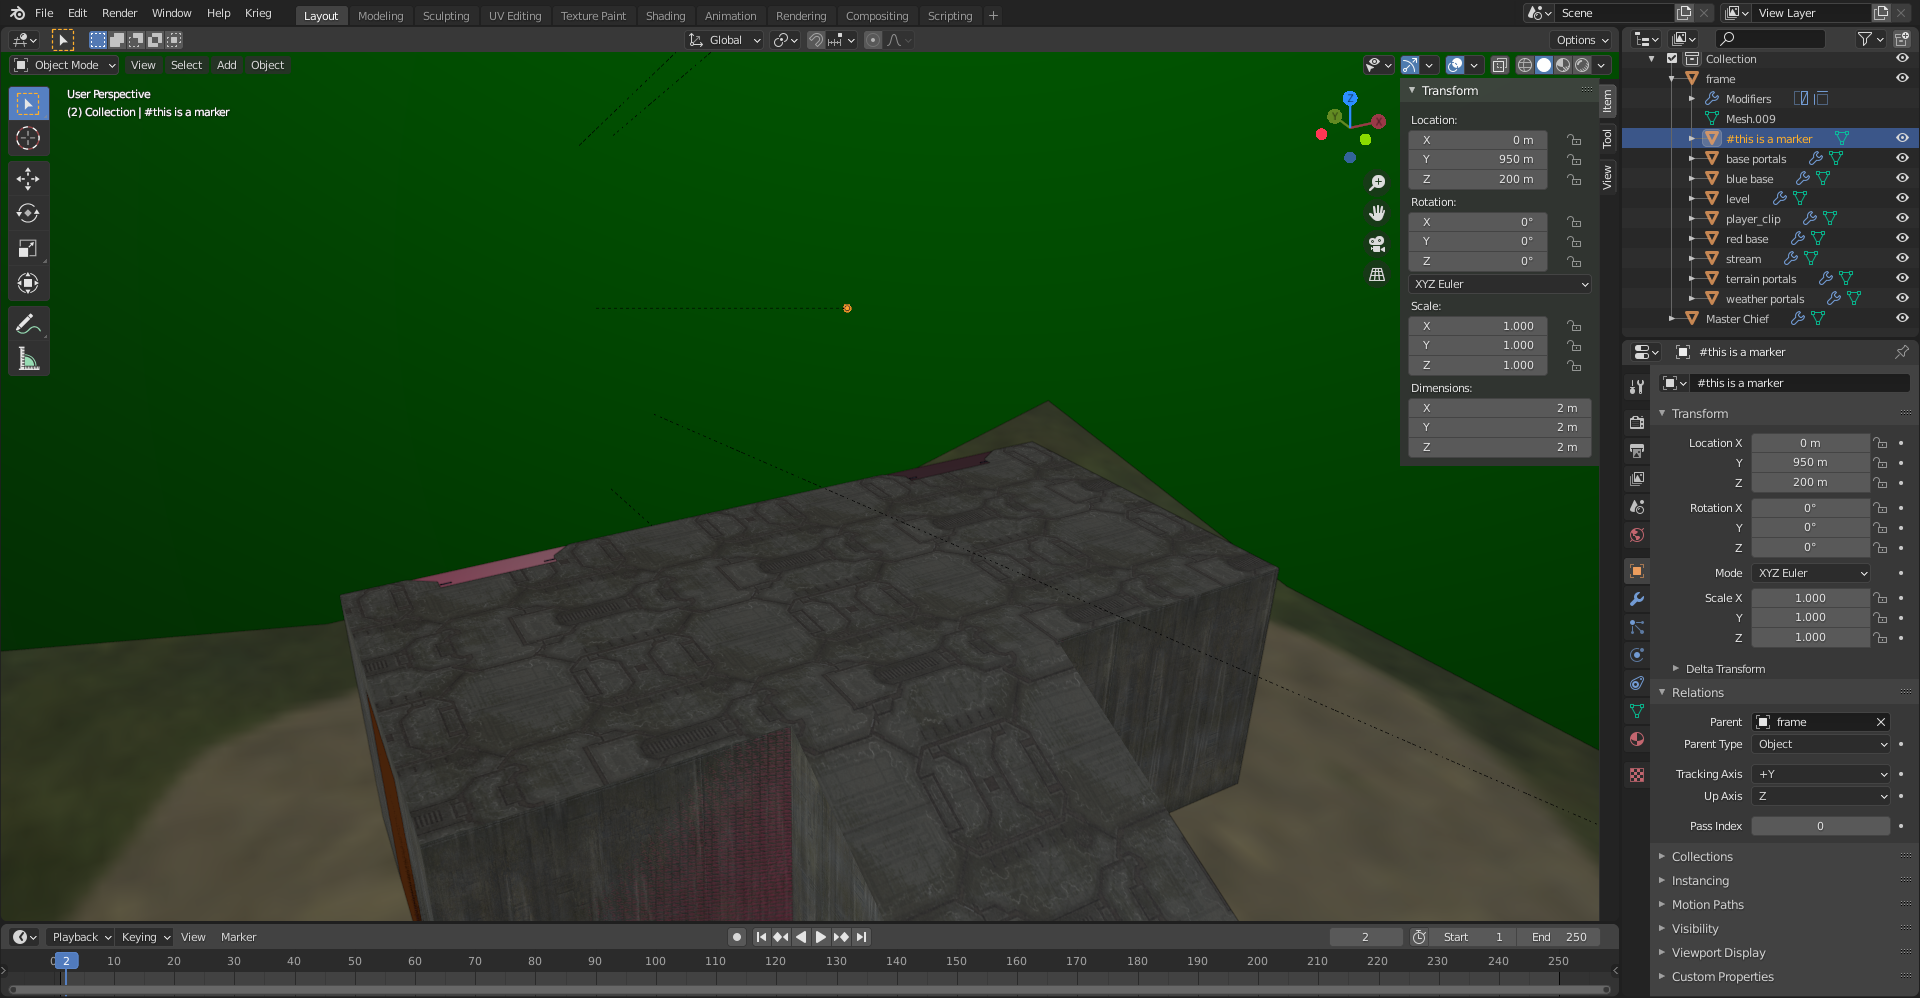 File Edit Render Window Help Krieg Layout Modeling Sculpting UV Editing Texture Paint Shading Animation Rendering Compositing Scripting + Scene View Layer
Global Options
Object Mode View Select Add Object
User Perspective
(2) Collection | #this is a marker
Z
Y
X
Transform
Location:
X 0 m
Y 950 m
Z 200 m
Rotation:
X 0°
Y 0°
Z 0°
XYZ Euler
Scale:
X 1.000
Y 1.000
Z 1.000
Dimensions:
X 2 m
Y 2 m
Z 2 m
Item
Tool
View
Collection
frame
Modifiers
Mesh.009
#this is a marker
base portals
blue base
level
player_clip
red base
stream
terrain portals
weather portals
Master Chief
#this is a marker
#this is a marker
Transform
Location X 0 m
Y 950 m
Z 200 m
Rotation X 0°
Y 0°
Z 0°
Mode XYZ Euler
Scale X 1.000
Y 1.000
Z 1.000
Delta Transform
Relations
Parent frame
Parent Type Object
Tracking Axis +Y
Up Axis Z
Pass Index 0
Collections
Instancing
Motion Paths
Visibility
Viewport Display
Custom Properties
Playback Keying View Marker 2 Start 1 End 250
0 2 10 20 30 40 50 60 70 80 90 100 110 120 130 140 150 160 170 180 190 200 210 220 230 240 250